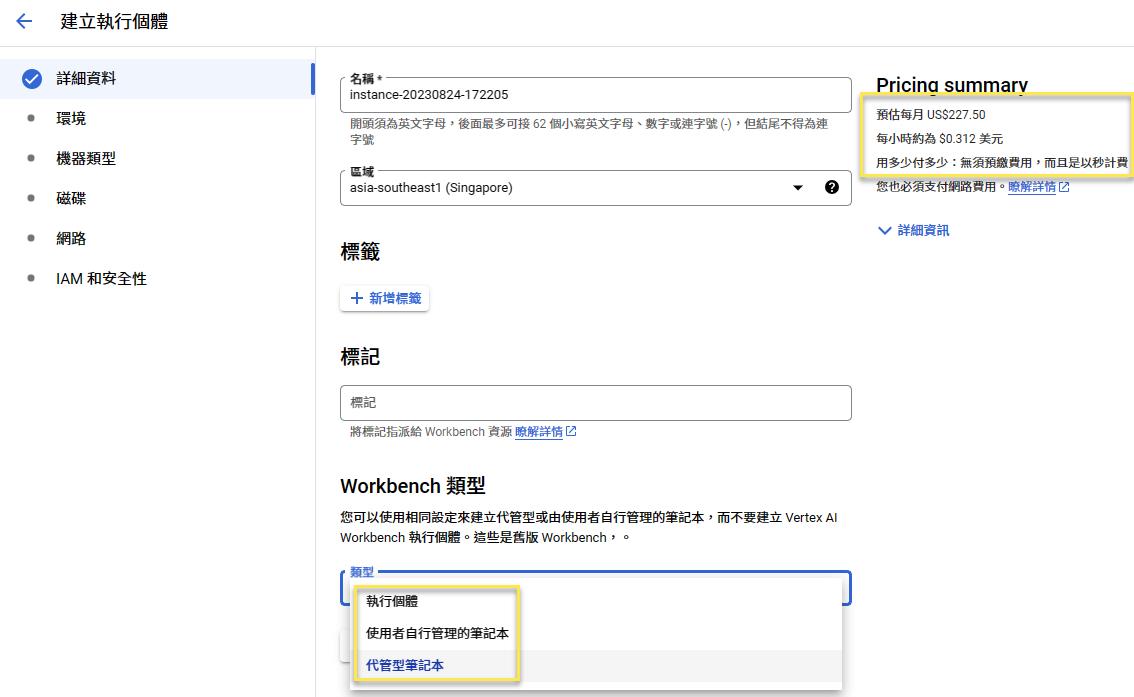 建立執行個體
詳細資料
環境
機器類型
磁碟
網路
IAM 和安全性
名稱 *
instance-20230824-172205
開頭須為英文字母，後面最多可接 62 個小寫英文字母、數字或連字號 (-)，但結尾不得為連
字號
區域
asia-southeast1 (Singapore)
標籤
新增標籤
標記
標記
將標記指派給 Workbench 資源 瞭解詳情
Workbench 類型
您可以使用相同設定來建立代管型或由使用者自行管理的筆記本，而不要建立 Vertex AI
Workbench 執行個體。這些是舊版 Workbench，。
類型
執行個體
使用者自行管理的筆記本
代管型筆記本
Pricing summary
預估每月 US$227.50
每小時約為 $0.312 美元
用多少付多少：無須預繳費用，而且是以秒計費
您也必須支付網路費用。瞭解詳情
詳細資訊